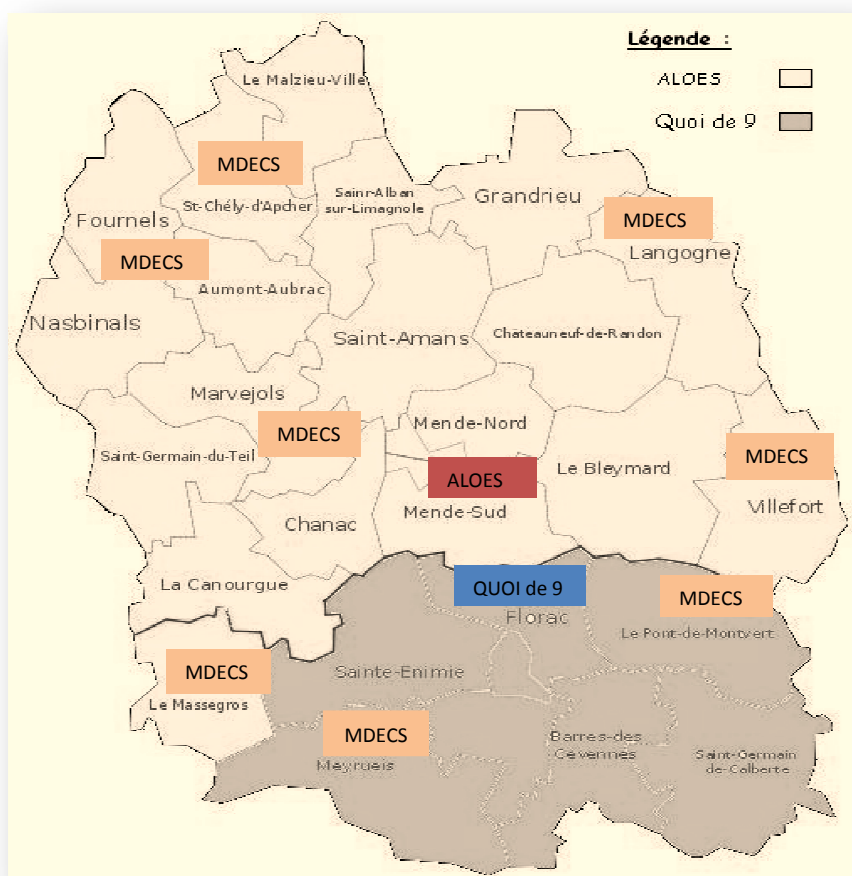 Légende :
ALOES
Quoi de 9
Le Malzieu-Ville
MDECS
St-Chély-d'Apcher
Sainr-Alban
sur-Limagnole
Grandrieu
MDECS
Langogne
Fournels
MDECS
Aumont-Aubrac
Nasbinals
Saint-Amans
Châteauneuf-de-Randon
Marvejols
Mende-Nord
MDECS
Saint-Germain-du-Teil
MDECS
Le Bleymard
ALOES
Villefort
Mende-Sud
Chanac
La Canourgue
QUOI de 9
MDECS
Florac
Le Pont-de-Montvert
MDECS
Sainte-Enimie
Le Massegros
MDECS
Meyrueis
Barres-des
Cévennes
Saint-Germain
de-Calberte